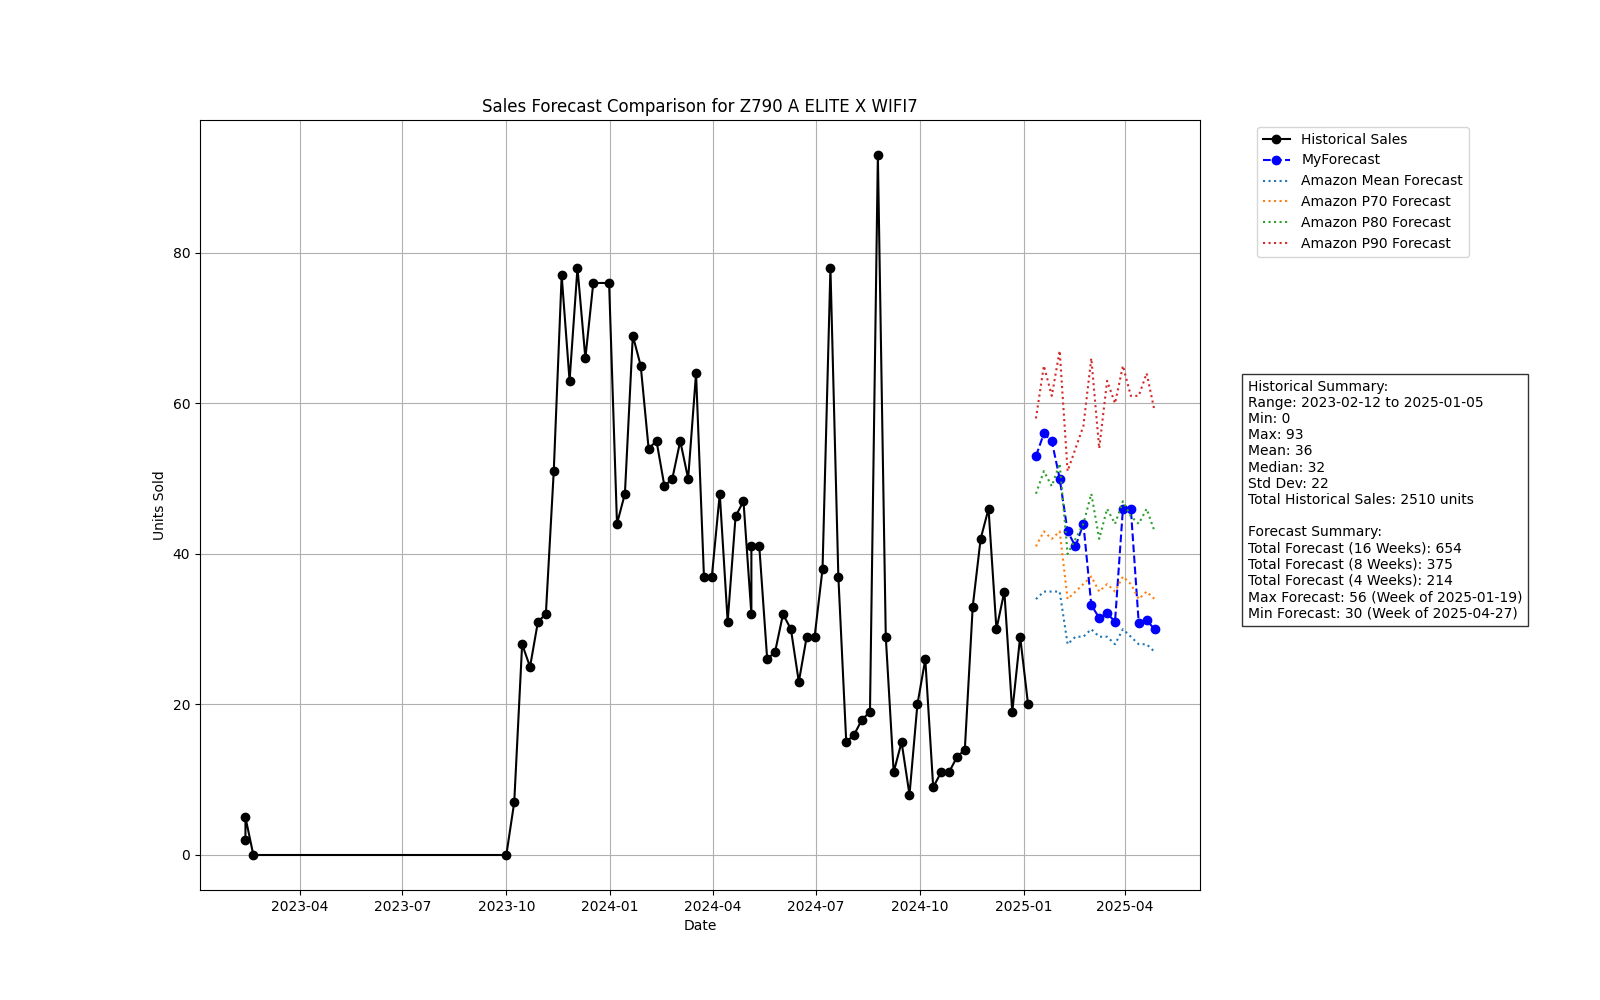 Sales Forecast Comparison for Z790 A ELITE X WIFI7
Historical Sales
MyForecast
Amazon Mean Forecast
Amazon P70 Forecast
Amazon P80 Forecast
Amazon P90 Forecast
80
60
40
20
0
Units Sold
Historical Summary:
Range: 2023-02-12 to 2025-01-05
Min: 0
Max: 93
Mean: 36
Median: 32
Std Dev: 22
Total Historical Sales: 2510 units
Forecast Summary:
Total Forecast (16 Weeks): 654
Total Forecast (8 Weeks): 375
Total Forecast (4 Weeks): 214
Max Forecast: 56 (Week of 2025-01-19)
Min Forecast: 30 (Week of 2025-04-27)
2023-04 2023-07 2023-10 2024-01 2024-04 2024-07 2024-10 2025-01 2025-04
Date